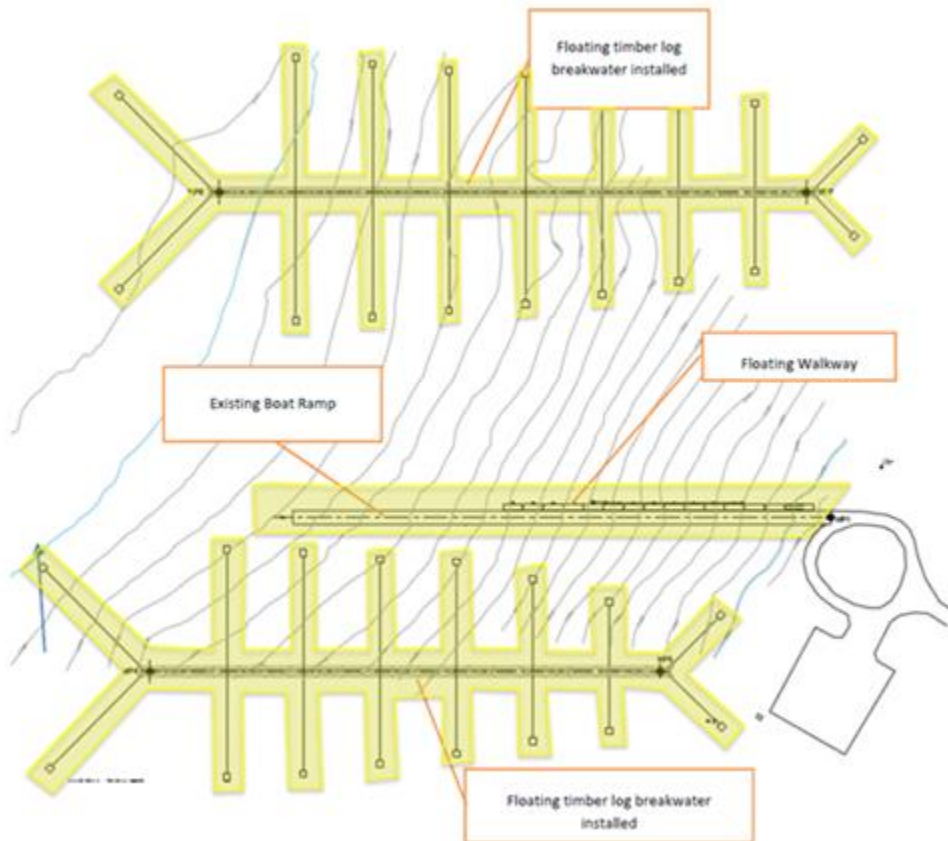 Floating timber log
breakwater installed
Floating Walkway
Existing Boat Ramp
Floating timber log breakwater
installed